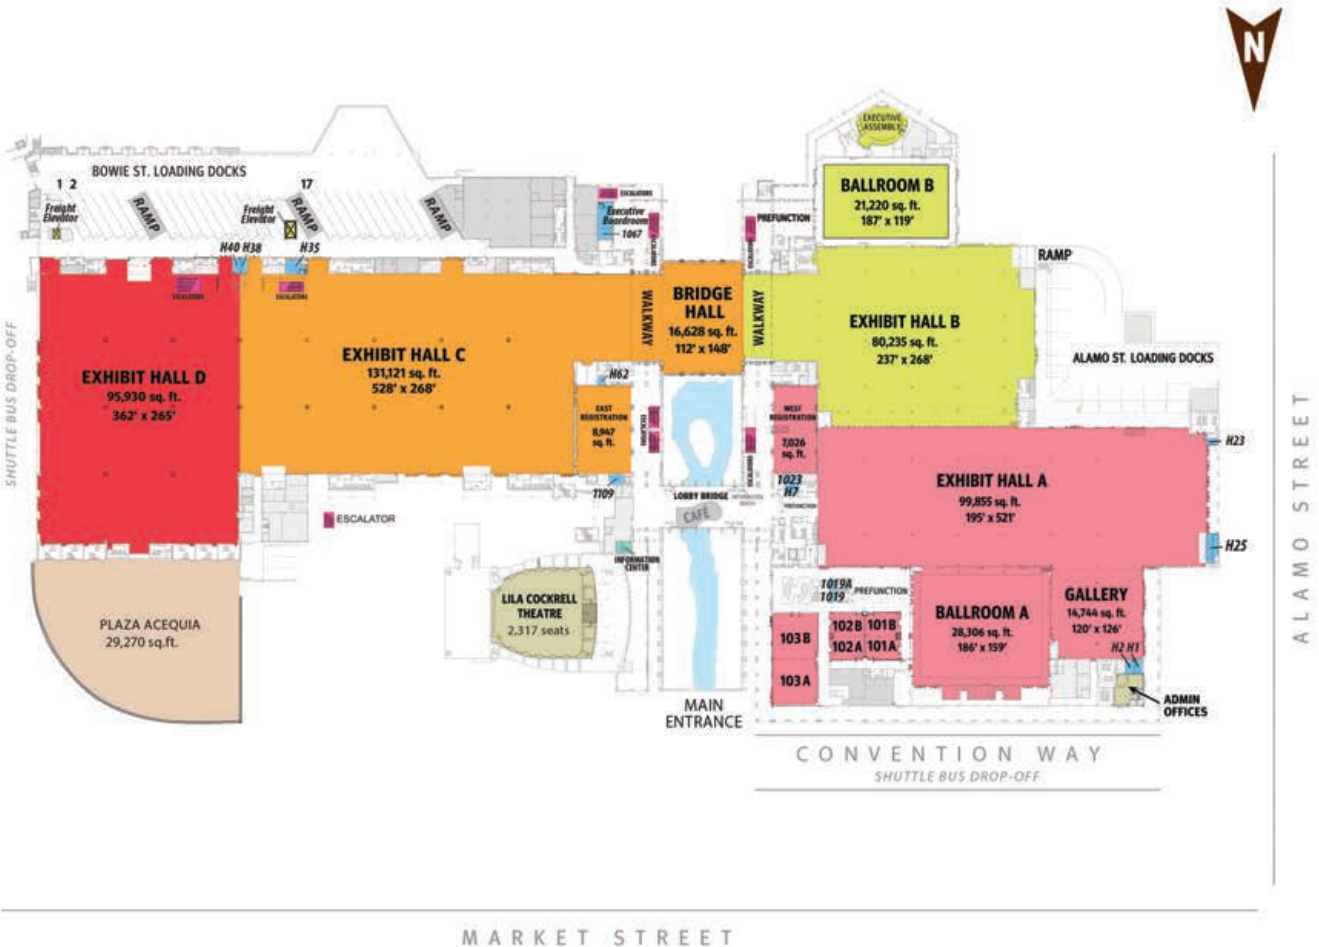 N
EXECUTIVE
ASSEMBLY
BOWIE ST. LOADING DOCKS
1 2
17
Freight
Elevator
RAMP
Freight
Elevator
RAMP
RAMP
ESCALATORS
Executive
Boardroom
1067
ESCALATORS
PREFUNCTION
ESCALATORS
BALLROOM B
21,220 sq. ft.
187' x 119'
H40 H38
H35
ESCALATORS
ESCALATORS
RAMP
SHUTTLE BUS DROP-OFF
EXHIBIT HALL D
95,930 sq. ft.
362' x 265'
EXHIBIT HALL C
131,121 sq. ft.
528' x 268'
WALKWAY
BRIDGE
HALL
16,628 sq. ft.
112' x 148'
WALKWAY
EXHIBIT HALL B
80,235 sq. ft.
237' x 268'
ALAMO ST. LOADING DOCKS
H62
EAST
REGISTRATION
8,947
sq. ft.
ESCALATORS
ESCALATORS
WEST
REGISTRATION
7,026
sq. ft.
H23
ALAMO STREET
1109
LOBBY BRIDGE
CAFÉ
1023
H7
PREFUNCTION
EXHIBIT HALL A
99,855 sq. ft.
195' x 521'
H25
ESCALATOR
INFORMATION
CENTER
LILA COCKRELL
THEATRE
2,317 seats
PLAZA ACEQUIA
29,270 sq.ft.
1019A
1019
PREFUNCTION
103B
102B 101B
102A 101A
103A
BALLROOM A
28,306 sq. ft.
186' x 159'
GALLERY
14,744 sq. ft.
120' x 126'
H2 H1
ADMIN
OFFICES
MAIN
ENTRANCE
CONVENTION WAY
SHUTTLE BUS DROP-OFF
MARKET STREET